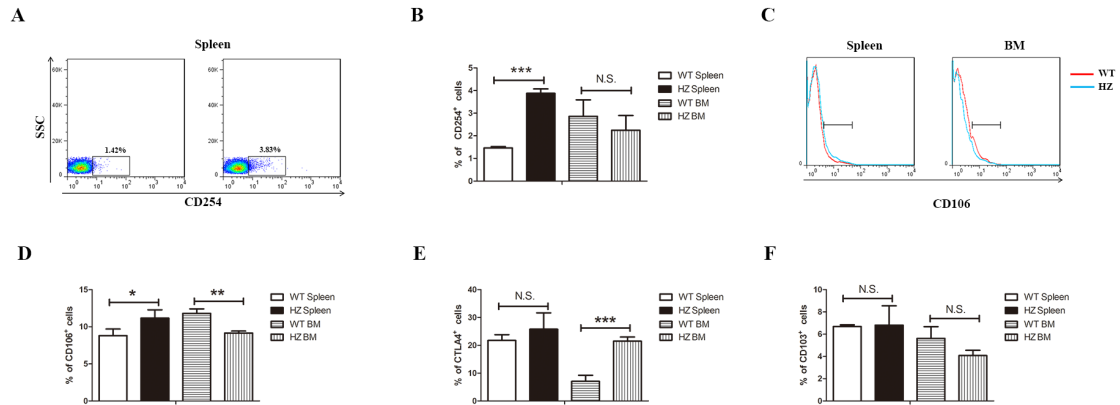 A
Spleen
SSC
60K
40K
20K
0
1.42%
10^0 10^1 10^2 10^3 10^4
60K
40K
20K
0
3.83%
10^0 10^1 10^2 10^3 10^4
CD254
B
% of CD254+ cells
5
4
3
2
1
0
***
N.S.
WT Spleen
HZ Spleen
WT BM
HZ BM
C
Spleen
BM
10^0 10^1 10^2 10^3 10^4
10^0 10^1 10^2 10^3 10^4
WT
HZ
CD106
D
% of CD106+ cells
15
10
5
0
*
**
WT Spleen
HZ Spleen
WT BM
HZ BM
E
% of CTLA4+ cells
40
30
20
10
0
N.S.
***
WT Spleen
HZ Spleen
WT BM
HZ BM
F
% of CD103+ cells
10
8
6
4
2
0
N.S.
N.S.
WT Spleen
HZ Spleen
WT BM
HZ BM